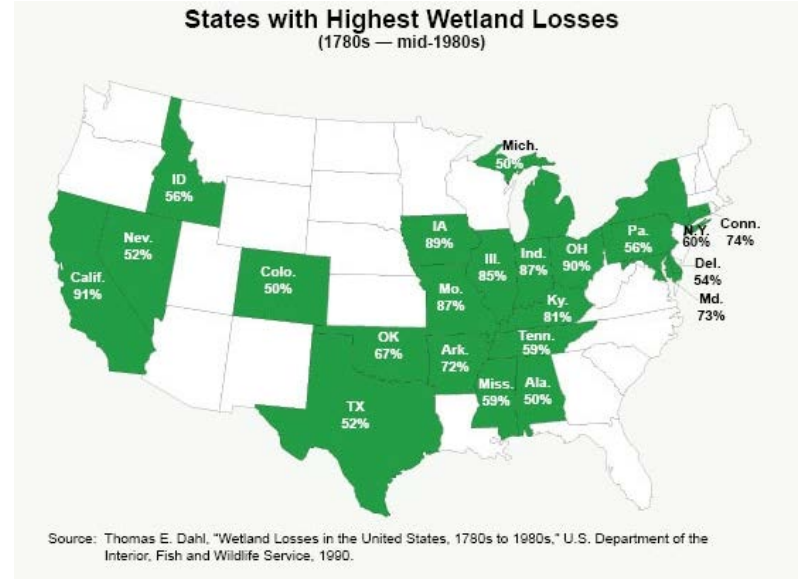 States with Highest Wetland Losses
(1780s — mid-1980s)
Mich.
50%
ID
56%
Nev.
52%
Calif.
91%
Colo.
50%
IA
89%
Ill.
85%
Ind.
87%
OH
90%
Pa.
56%
N.Y.
60%
Conn.
74%
Del.
54%
Md.
73%
Mo.
87%
Ky.
81%
OK
67%
Ark.
72%
Tenn.
59%
Miss.
59%
Ala.
50%
TX
52%
Source: Thomas E. Dahl, "Wetland Losses in the United States, 1780s to 1980s," U.S. Department of the
Interior, Fish and Wildlife Service, 1990.